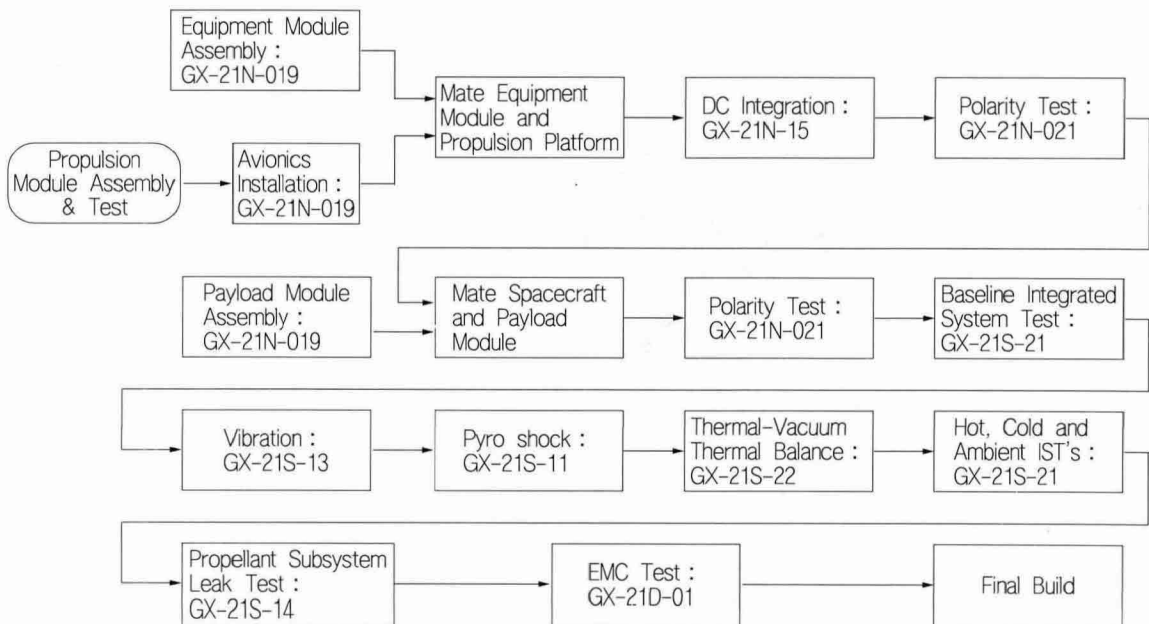 Equipment Module
Assembly :
GX-21N-019
Propulsion
Module Assembly
& Test
Avionics
Installation :
GX-21N-019
Mate Equipment
Module and
Propulsion Platform
DC Integration :
GX-21N-15
Polarity Test :
GX-21N-021
Payload Module
Assembly :
GX-21N-019
Mate Spacecraft
and Payload
Module
Polarity Test :
GX-21N-021
Baseline Integrated
System Test :
GX-21S-21
Vibration :
GX-21S-13
Pyro shock :
GX-21S-11
Thermal-Vacuum
Thermal Balance :
GX-21S-22
Hot, Cold and
Ambient IST's :
GX-21S-21
Propellant Subsystem
Leak Test :
GX-21S-14
EMC Test :
GX-21D-01
Final Build